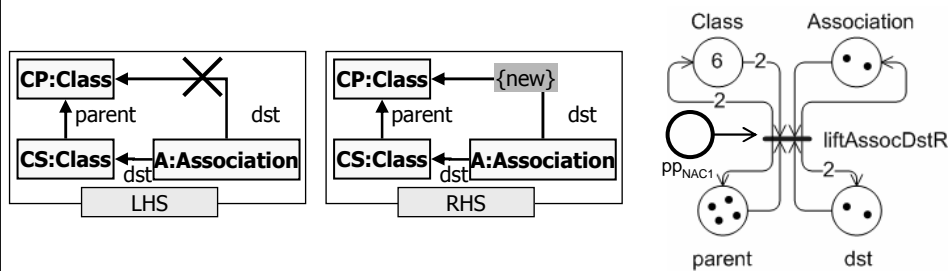 CP:Class
parent
dst
CS:Class
dst
A:Association
LHS
CP:Class
{new}
parent
dst
CS:Class
dst
A:Association
RHS
Class
Association
6
2
2
liftAssocDstR
ppNAC1
2
parent
dst